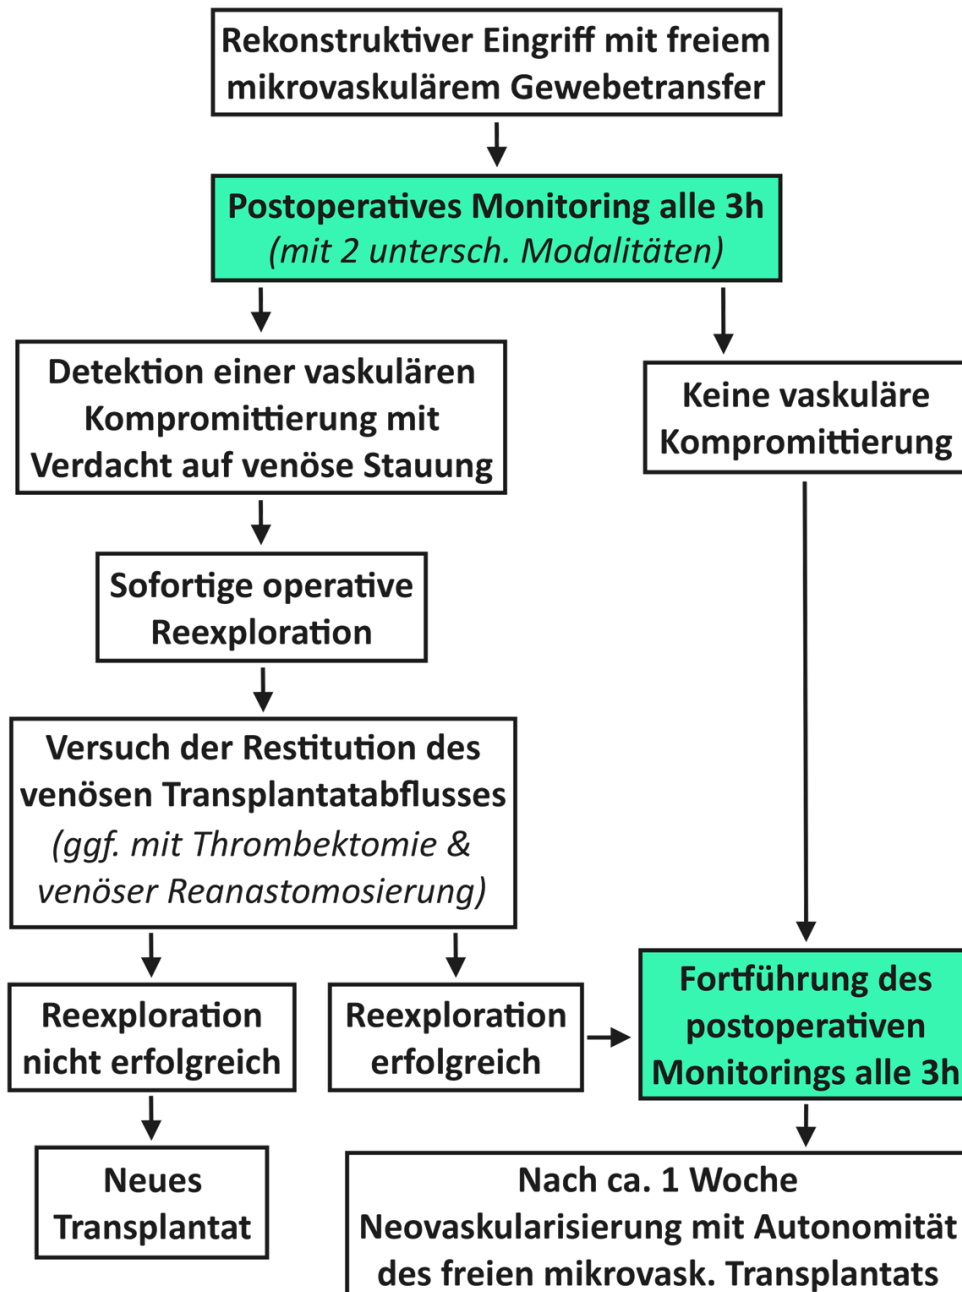 Rekonstruktiver Eingriff mit freiem
mikrovaskulärem Gewebetransfer
Postoperatives Monitoring alle 3h
(mit 2 untersch. Modalitäten)
Detektion einer vaskulären
Kompromittierung mit
Verdacht auf venöse Stauung
Keine vaskuläre
Kompromittierung
Sofortige operative
Reexploration
Versuch der Restitution des
venösen Transplantatabflusses
(ggf. mit Thrombektomie &
venöser Reanastomosierung)
Reexploration
nicht erfolgreich
Reexploration
erfolgreich
Fortführung des
postoperativen
Monitorings alle 3h
Neues
Transplantat
Nach ca. 1 Woche
Neovaskularisierung mit Autonomität
des freien mikrovask. Transplantats